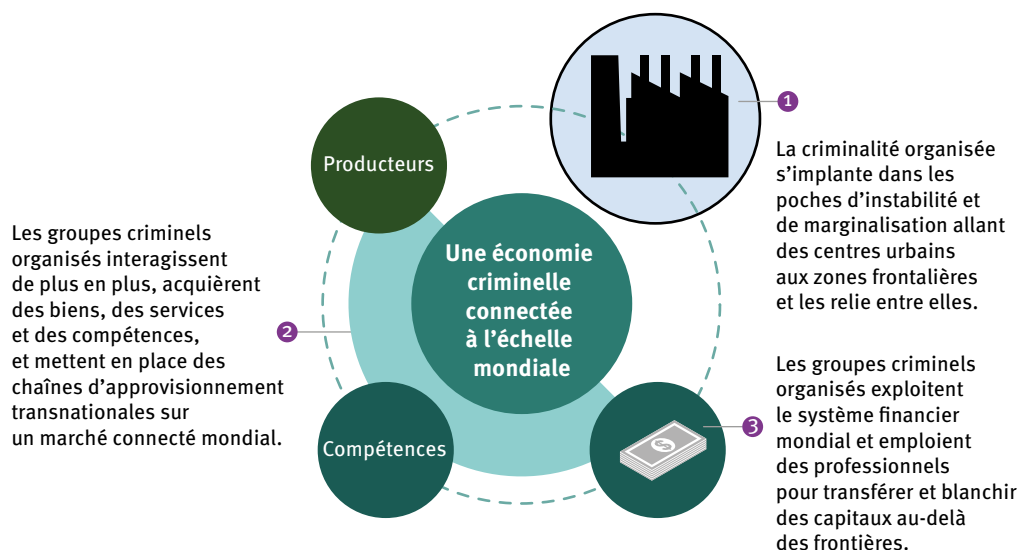 Producteurs
1
La criminalité organisée
s’implante dans les
poches d’instabilité et
de marginalisation allant
des centres urbains
aux zones frontalières
et les relie entre elles.
Les groupes criminels
organisés interagissent
de plus en plus, acquièrent
des biens, des services
et des compétences,
et mettent en place des
chaînes d’approvisionnement
transnationales sur
un marché connecté mondial.
2
Une économie
criminelle
connectée
à l’échelle
mondiale
Compétences
$
3
Les groupes criminels
organisés exploitent
le système financier
mondial et emploient
des professionnels
pour transférer et blanchir
des capitaux au-delà
des frontières.